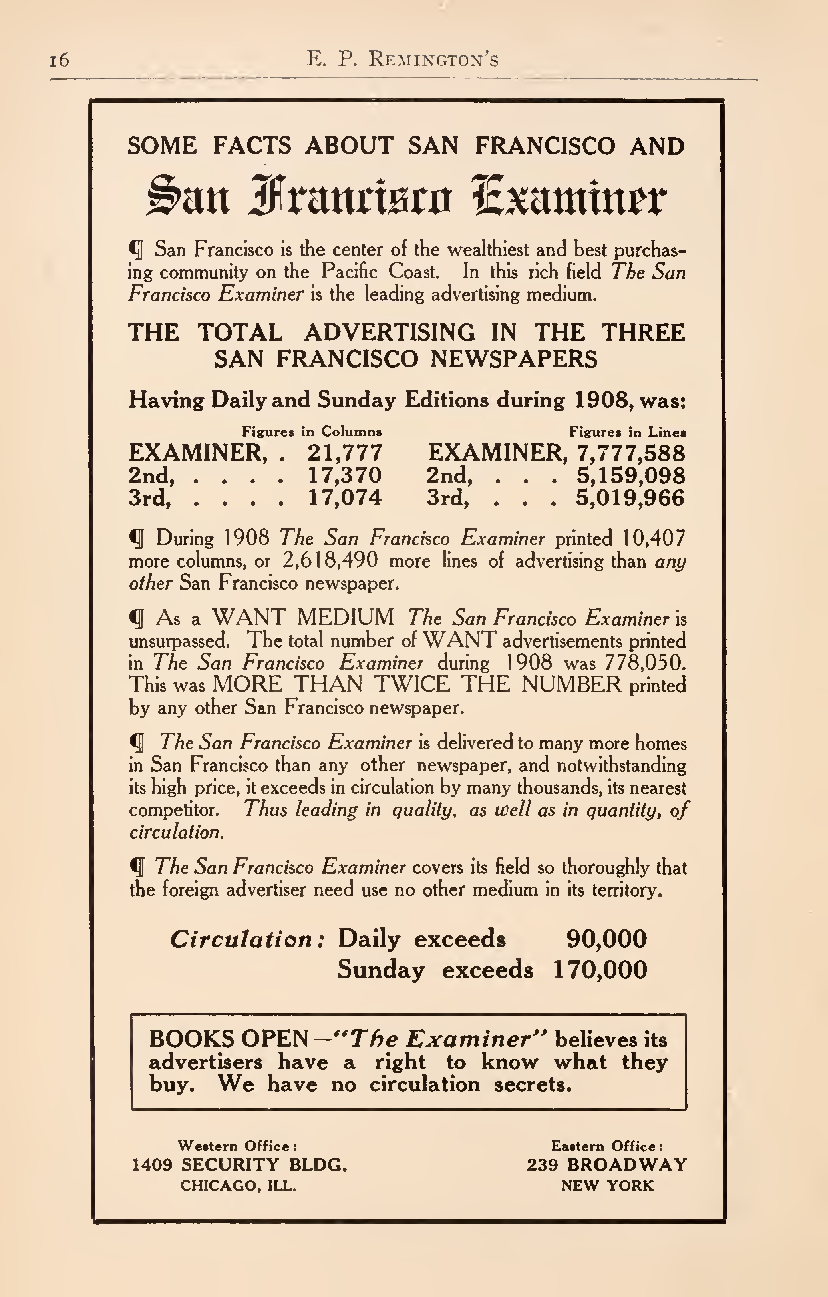 16 E. P. Remington's
SOME FACTS ABOUT SAN FRANCISCO AND
San Francisco Examiner
¶ San Francisco is the center of the wealthiest and best purchas-
ing community on the Pacific Coast. In this rich field The San
Francisco Examiner is the leading advertising medium.
THE TOTAL ADVERTISING IN THE THREE
SAN FRANCISCO NEWSPAPERS
Having Daily and Sunday Editions during 1908, was:
Figures in Columns Figures in Lines
EXAMINER, . 21,777 EXAMINER, 7,777,588
2nd, . . . . 17,370 2nd, . . . 5,159,098
3rd, . . . . 17,074 3rd, . . . 5,019,966
¶ During 1908 The San Francisco Examiner printed 10,407
more columns, or 2,618,490 more lines of advertising than any
other San Francisco newspaper.
¶ As a WANT MEDIUM The San Francisco Examiner is
unsurpassed. The total number of WANT advertisements printed
in The San Francisco Examiner during 1908 was 778,050.
This was MORE THAN TWICE THE NUMBER printed
by any other San Francisco newspaper.
¶ The San Francisco Examiner is delivered to many more homes
in San Francisco than any other newspaper, and notwithstanding
its high price, it exceeds in circulation by many thousands, its nearest
competitor. Thus leading in quality, as well as in quantity, of
circulation.
¶ The San Francisco Examiner covers its field so thoroughly that
the foreign advertiser need use no other medium in its territory.
Circulation: Daily exceeds 90,000
Sunday exceeds 170,000
BOOKS OPEN—"The Examiner" believes its
advertisers have a right to know what they
buy. We have no circulation secrets.
Western Office: Eastern Office:
1409 SECURITY BLDG. 239 BROADWAY
CHICAGO, ILL. NEW YORK